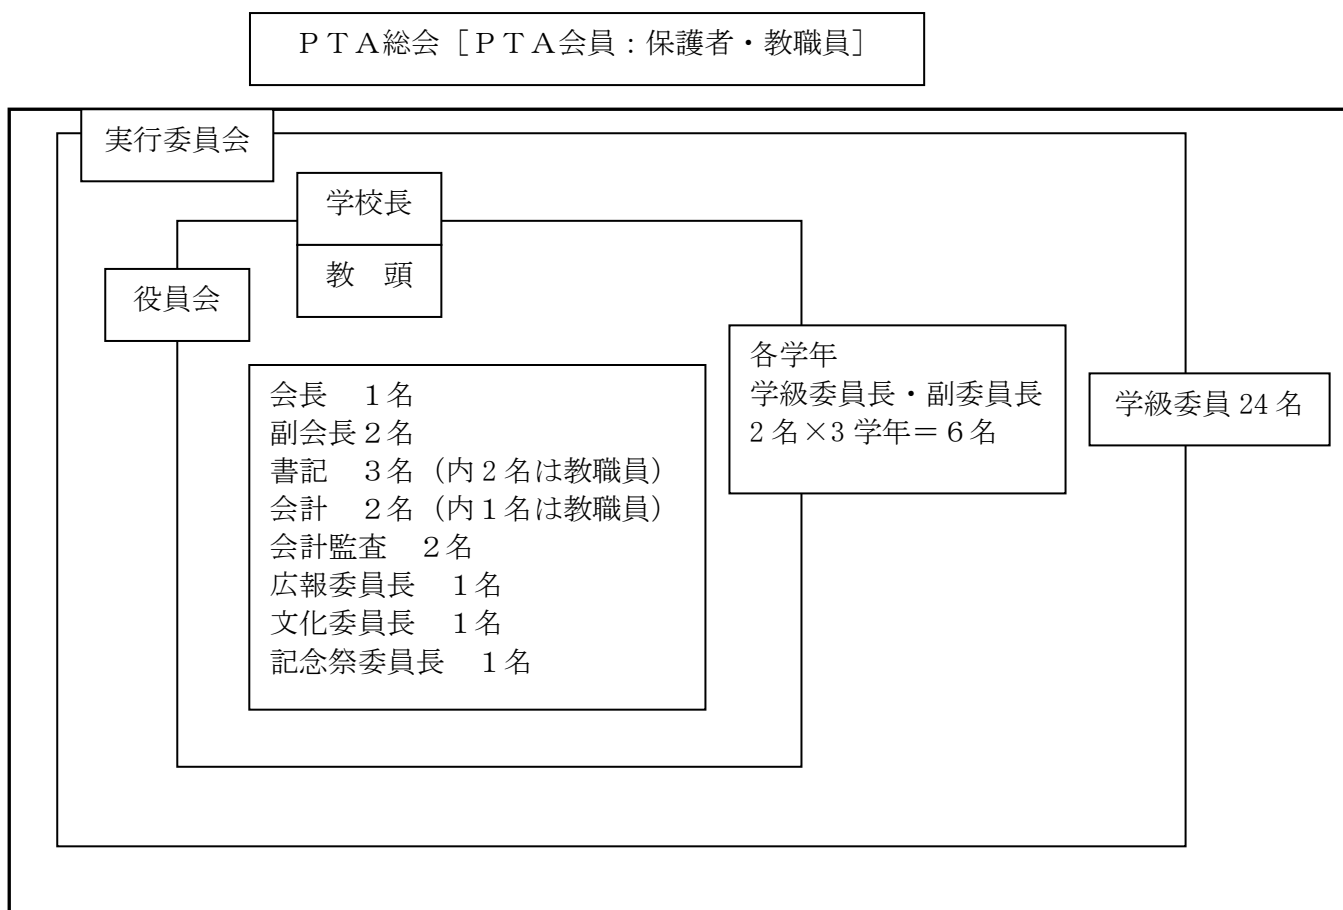 ＰＴＡ総会［ＰＴＡ会員：保護者・教職員］
実行委員会
学校長
教　頭
役員会
会長　１名
副会長２名
書記　３名（内２名は教職員）
会計　２名（内１名は教職員）
会計監査　２名
広報委員長　１名
文化委員長　１名
記念祭委員長　１名
各学年
学級委員長・副委員長
2 名×3 学年＝６名
学級委員 24 名